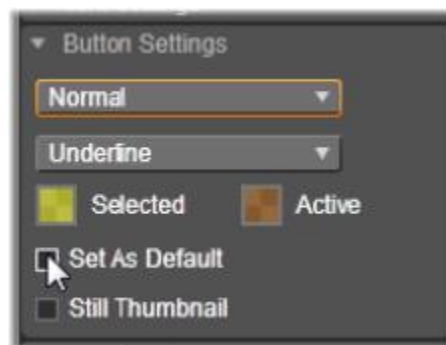 Button Settings
Normal
Underline
Selected Active
Set As Default
Still Thumbnail